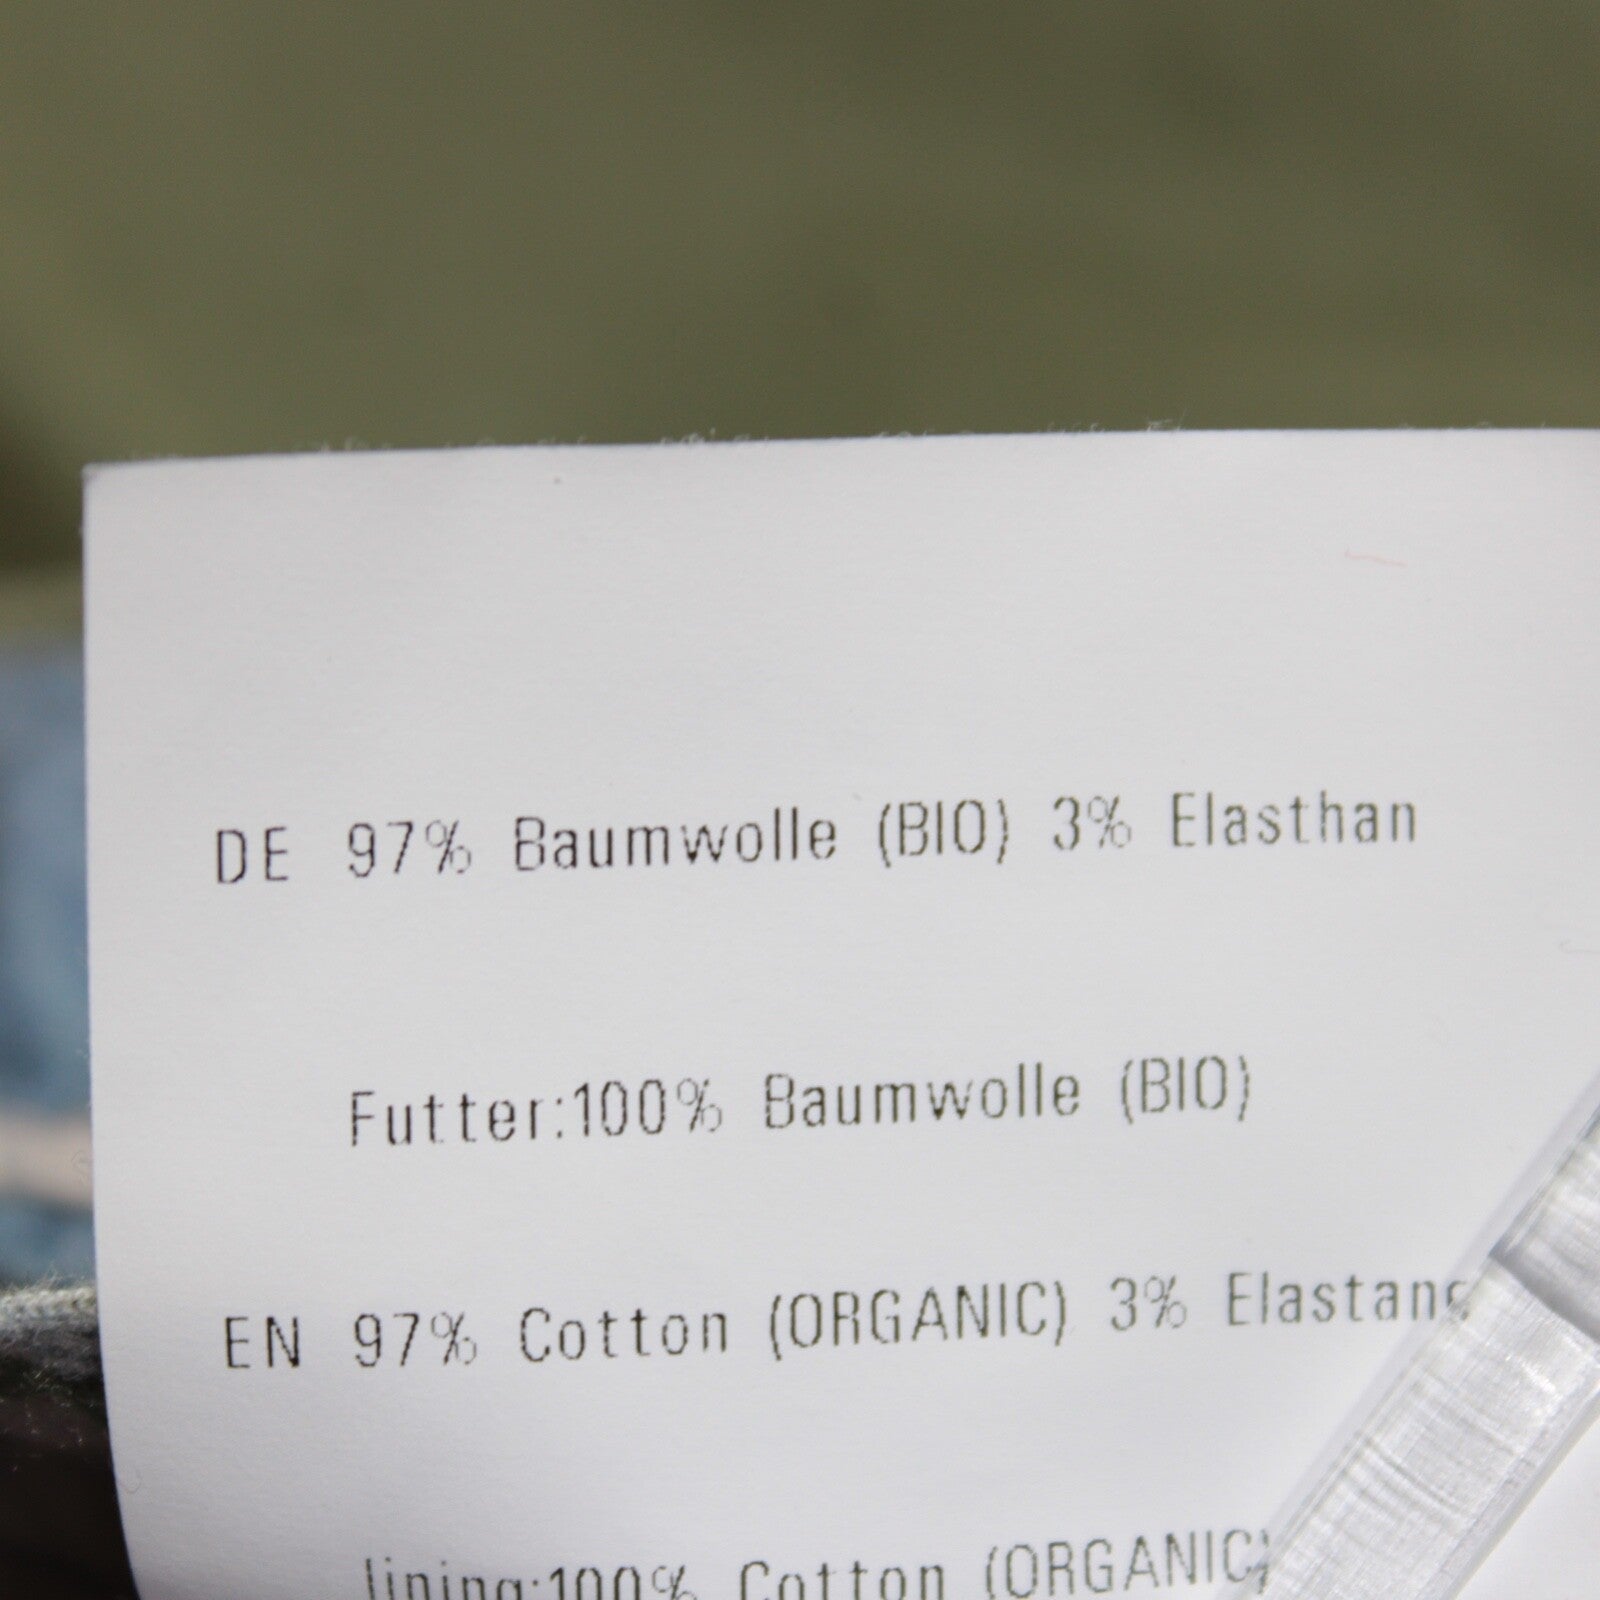 DE 97% Baumwolle (BIO) 3% Elasthan
Futter:100% Baumwolle (BIO)
EN 97% Cotton (ORGANIC) 3% Elastane
lining:100% Cotton (ORGANIC)